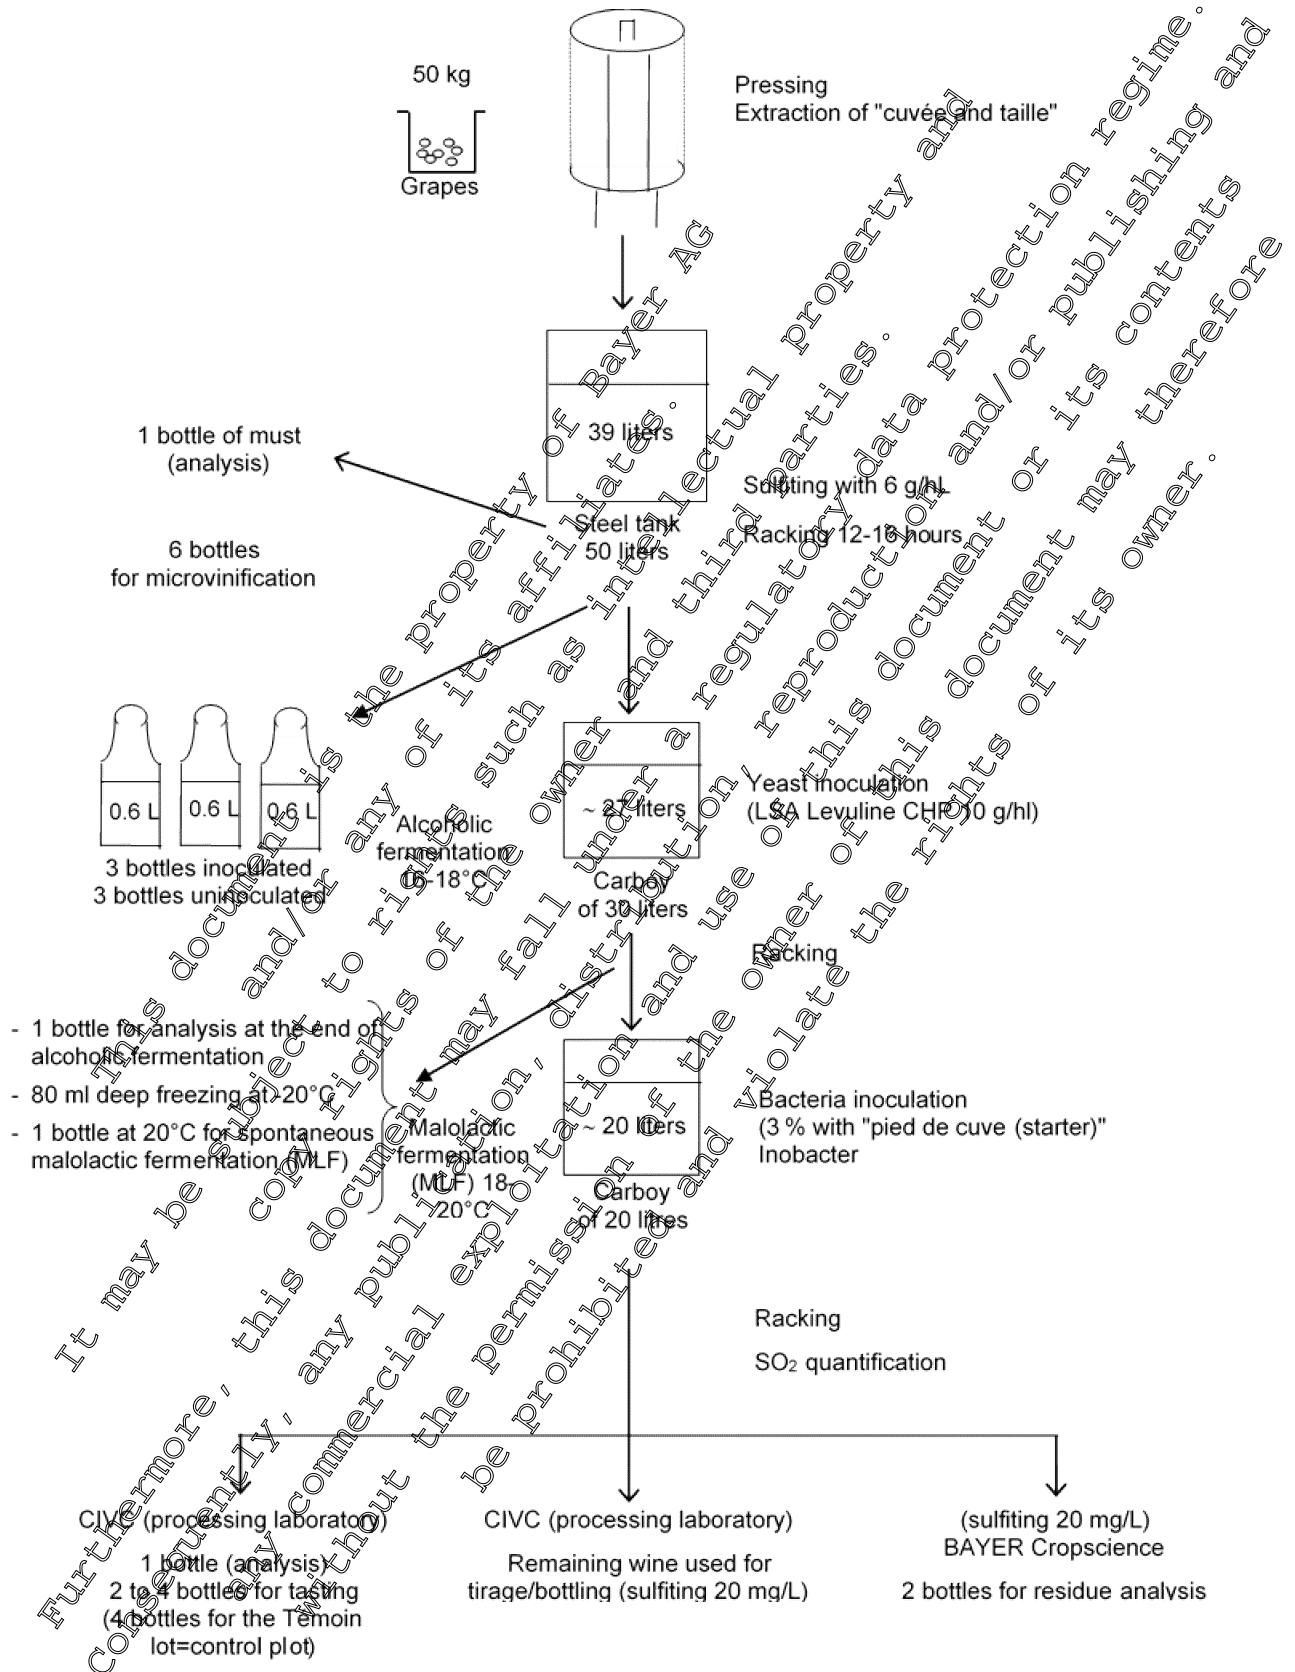 50 kg
Grapes
Pressing
Extraction of "cuvée and taille"
39 liters
Steel tank
50 liters
Sulfiting with 6 g/hL
Racking 12-16 hours
1 bottle of must
(analysis)
6 bottles
for microvinification
0.6 L
0.6 L
0.6 L
3 bottles inoculated
3 bottles uninoculated
Alcoholic
fermentation
16-18°C
~ 27 liters
Carboy
of 30 liters
Yeast inoculation
(LSA Levuline CHP 10 g/hl)
Racking
- 1 bottle for analysis at the end of
alcoholic fermentation
- 80 ml deep freezing at -20°C
- 1 bottle at 20°C for spontaneous
malolactic fermentation (MLF)
Malolactic
fermentation
(MLF) 18-
20°C
~ 20 liters
Carboy
of 20 litres
Bacteria inoculation
(3 % with "pied de cuve (starter)"
Inobacter
Racking
SO2 quantification
CIVC (processing laboratory)
1 bottle (analysis)
2 to 4 bottles for tasting
(4 bottles for the Témoin
lot=control plot)
CIVC (processing laboratory)
Remaining wine used for
tirage/bottling (sulfiting 20 mg/L)
(sulfiting 20 mg/L)
BAYER Cropscience
2 bottles for residue analysis
This document is the property of Bayer AG
and/or any of its affiliates.
It may be subject to rights such as intellectual property and
copy rights of the owner and third parties.
Furthermore, this document may fall under a regulatory data protection regime.
Consequently, any publication, distribution, reproduction and/or publishing and
any commercial exploitation and use of this document or its contents
without the permission of the owner of this document may therefore
be prohibited and violate the rights of its owner.